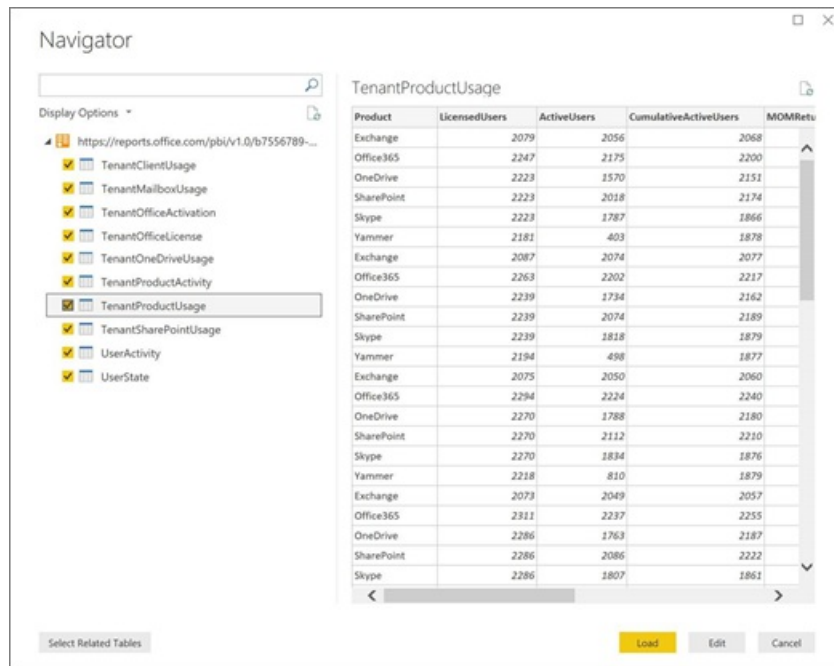 Navigator
Display Options
https://reports.office.com/pbi/v1.0/b7556789-...
TenantClientUsage
TenantMailboxUsage
TenantOfficeActivation
TenantOfficeLicense
TenantOneDriveUsage
TenantProductActivity
TenantProductUsage
TenantSharePointUsage
UserActivity
UserState
TenantProductUsage
Product LicensedUsers ActiveUsers CumulativeActiveUsers MOMRetu
Exchange 2079 2056 2068
Office365 2247 2175 2200
OneDrive 2223 1570 2151
SharePoint 2223 2018 2174
Skype 2223 1787 1866
Yammer 2181 403 1878
Exchange 2087 2074 2077
Office365 2263 2202 2217
OneDrive 2239 1734 2162
SharePoint 2239 2074 2189
Skype 2239 1818 1879
Yammer 2194 498 1877
Exchange 2075 2050 2060
Office365 2294 2224 2240
OneDrive 2270 1788 2180
SharePoint 2270 2112 2210
Skype 2270 1834 1876
Yammer 2218 810 1879
Exchange 2073 2049 2057
Office365 2311 2237 2255
OneDrive 2286 1763 2187
SharePoint 2286 2086 2222
Skype 2286 1807 1861
Select Related Tables
Load Edit Cancel